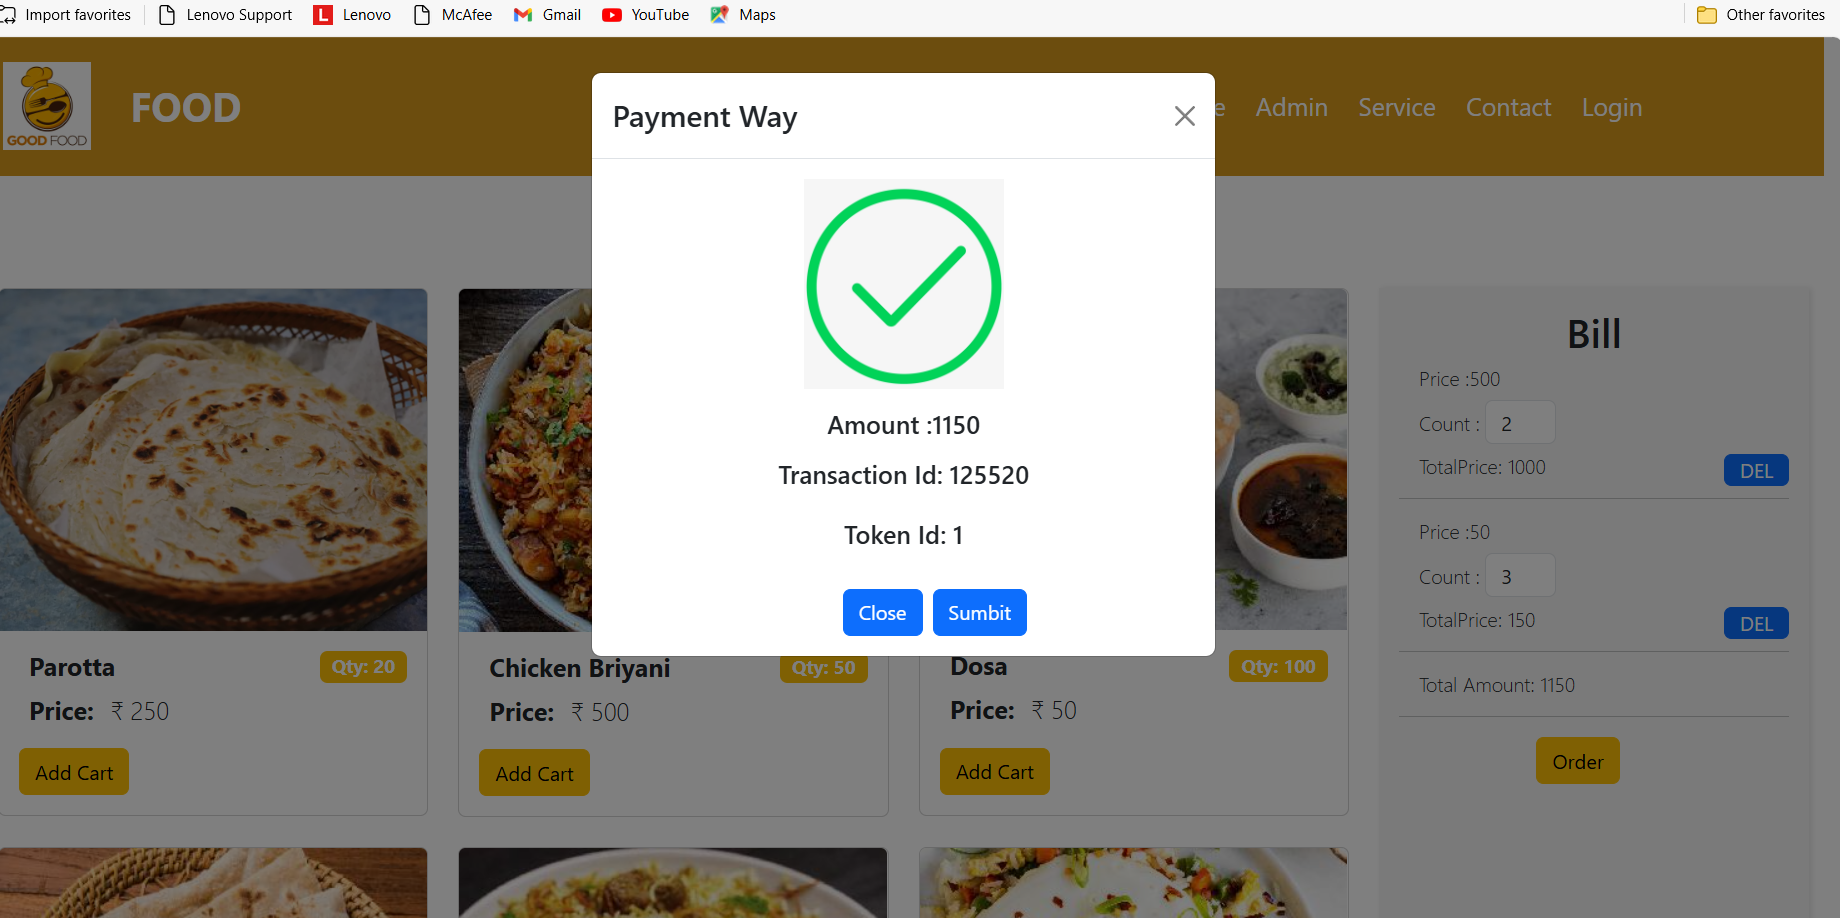 Import favorites Lenovo Support L Lenovo McAfee Gmail YouTube Maps Other favorites
GOOD FOOD
FOOD
e Admin Service Contact Login
Payment Way
Amount :1150
Transaction Id: 125520
Token Id: 1
Close Sumbit
Parotta Qty: 20
Price: ₹ 250
Add Cart
Chicken Briyani Qty: 50
Price: ₹ 500
Add Cart
Dosa Qty: 100
Price: ₹ 50
Add Cart
Bill
Price :500
Count : 2
TotalPrice: 1000 DEL
Price :50
Count : 3
TotalPrice: 150 DEL
Total Amount: 1150
Order